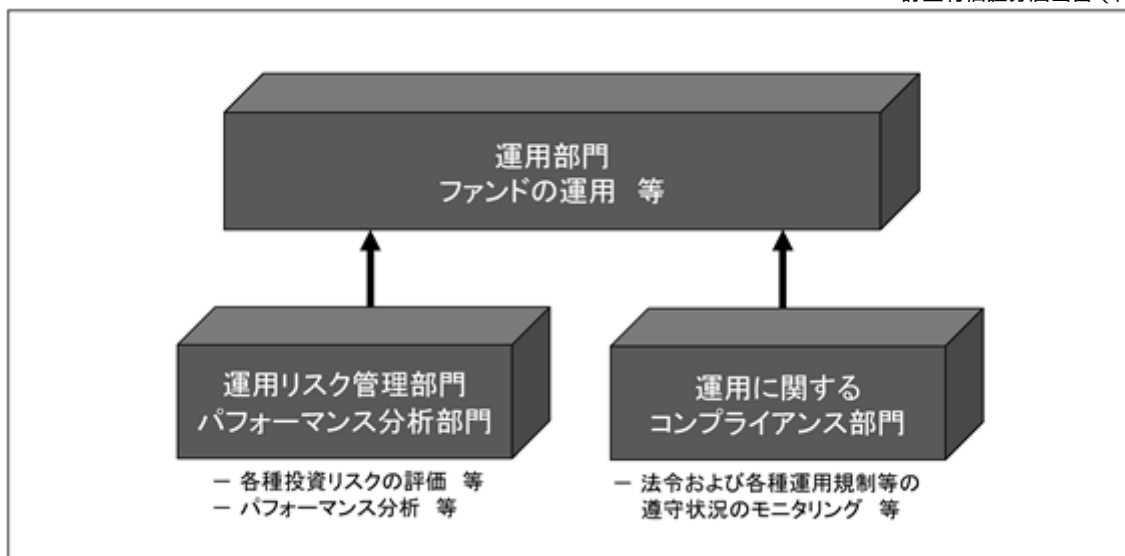 運用部門
ファンドの運用 等
運用リスク管理部門
パフォーマンス分析部門
運用に関する
コンプライアンス部門
－ 各種投資リスクの評価 等
－ パフォーマンス分析 等
－ 法令および各種運用規制等の
遵守状況のモニタリング 等